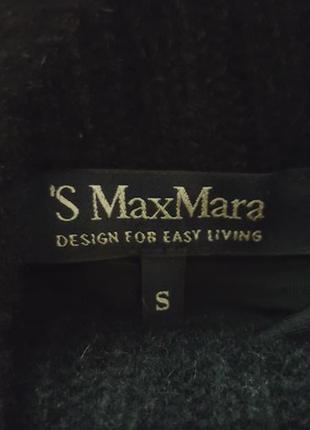 'S MaxMara
DESIGN FOR EASY LIVING
S